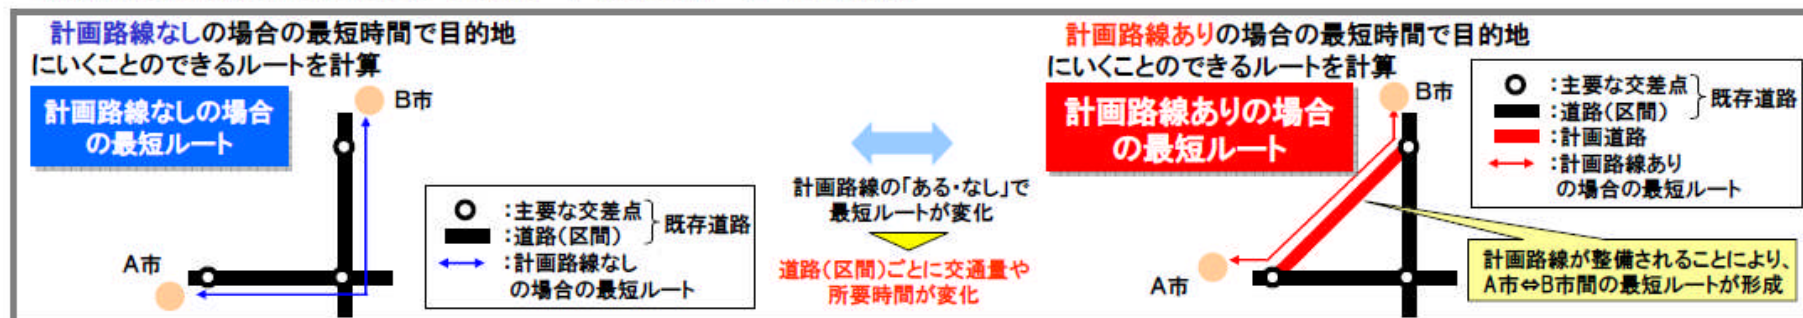 計画路線なしの場合の最短時間で目的地
にいくことのできるルートを計算
計画路線なしの場合
の最短ルート
B市
A市
:主要な交差点
:道路(区間)
既存道路
:計画路線なし
の場合の最短ルート
計画路線の「ある・なし」で
最短ルートが変化
道路(区間)ごとに交通量や
所要時間が変化
計画路線ありの場合の最短時間で目的地
にいくことのできるルートを計算
計画路線ありの場合
の最短ルート
B市
A市
:主要な交差点
:道路(区間)
既存道路
:計画道路
:計画路線あり
の場合の最短ルート
計画路線が整備されることにより、
A市⇔B市間の最短ルートが形成